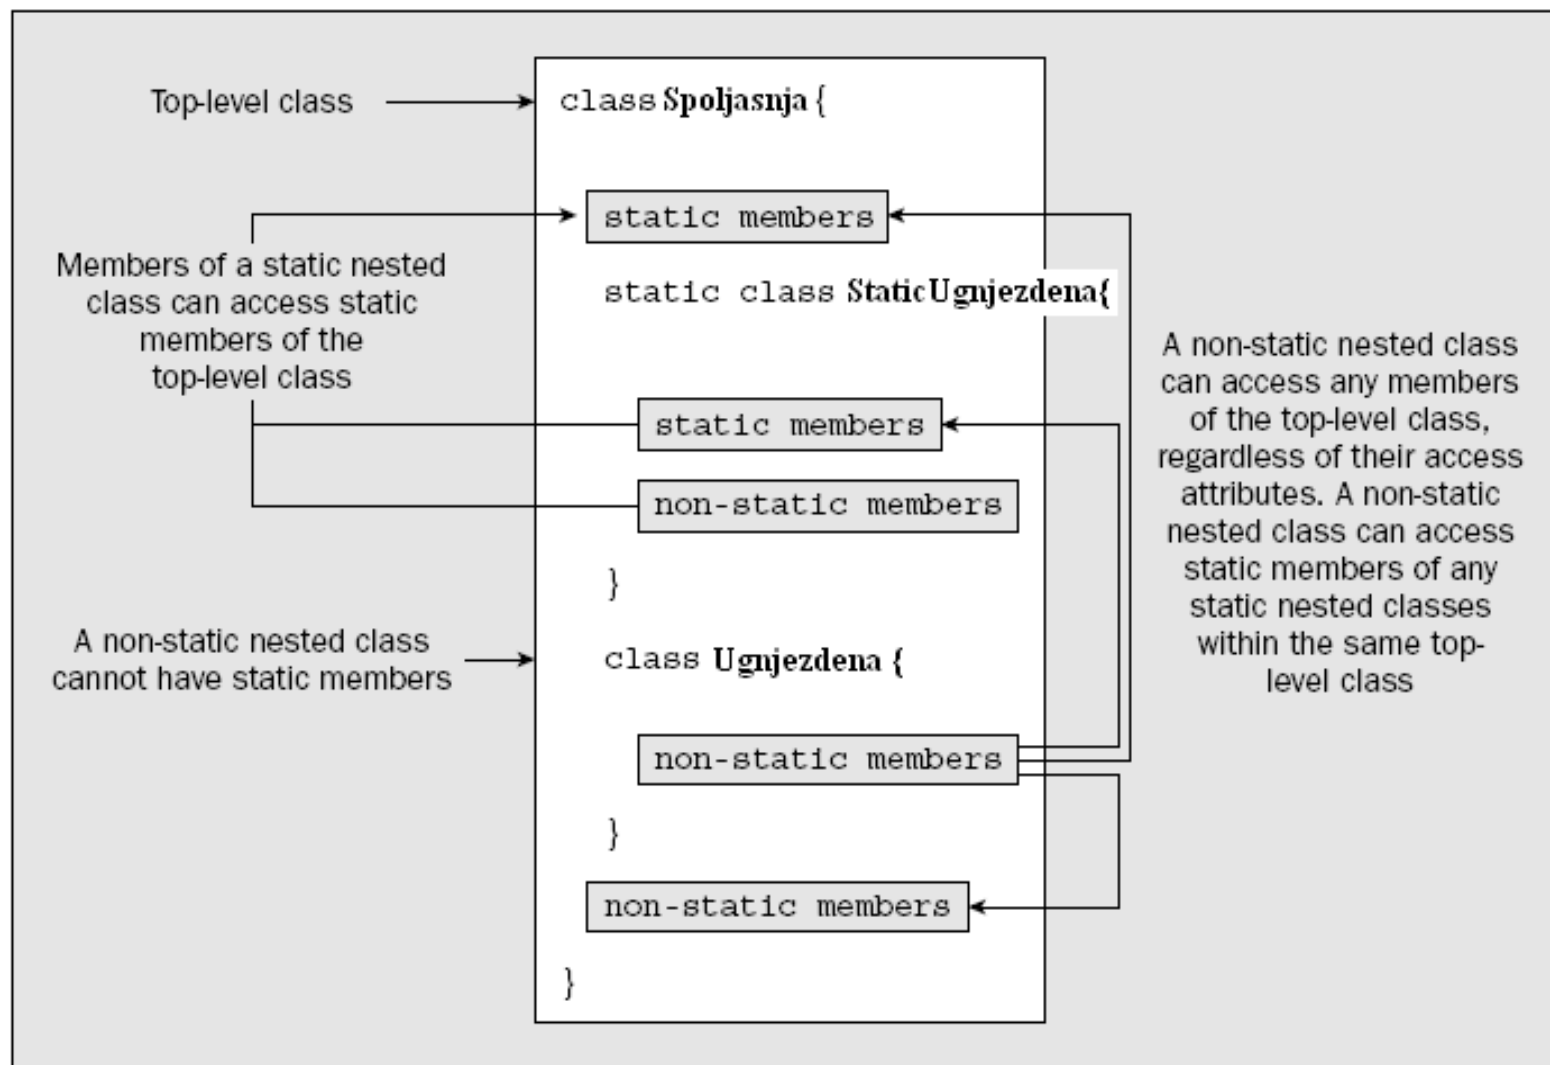 Top-level class
class Spoljasnja {
static members
Members of a static nested
class can access static
members of the
top-level class
static class StaticUgnjezdena{
static members
non-static members
}
A non-static nested class
can access any members
of the top-level class,
regardless of their access
attributes. A non-static
nested class can access
static members of any
static nested classes
within the same top-
level class
A non-static nested class
cannot have static members
class Ugnjezdena {
non-static members
}
non-static members
}